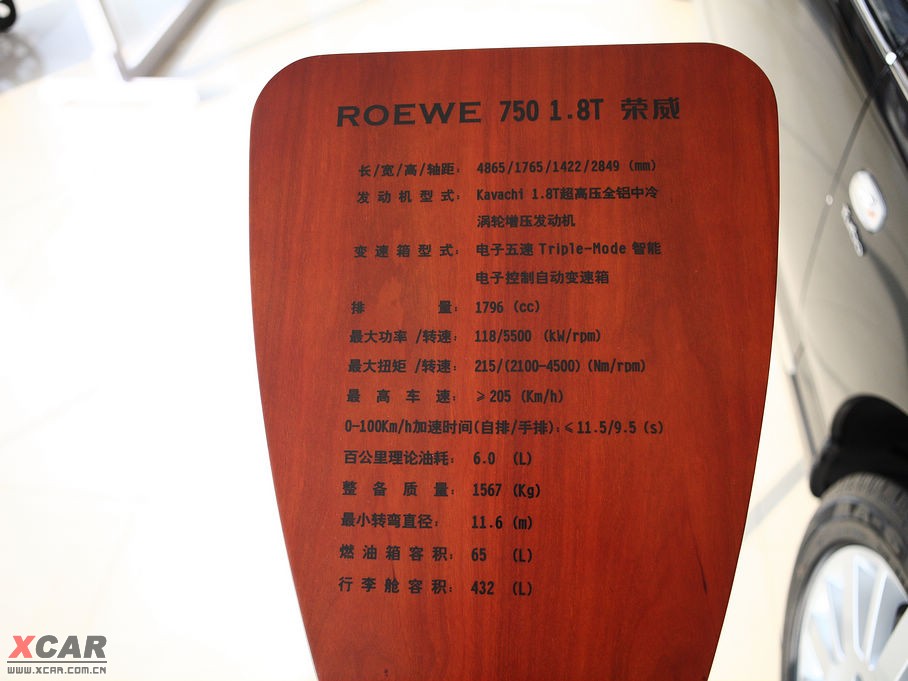 ROEWE 750 1.8T 荣威
长/宽/高/轴距: 4865/1765/1422/2849 (mm)
发动机型式: Kavachi 1.8T超高压全铝中冷
涡轮增压发动机
变速箱型式: 电子五速 Triple-Mode 智能
电子控制自动变速箱
排 量: 1796 (cc)
最大功率 /转速: 118/5500 (kW/rpm)
最大扭矩 /转速: 215/(2100-4500) (Nm/rpm)
最 高 车 速: ≥205 (Km/h)
0-100Km/h加速时间(自排/手排): ≤11.5/9.5 (s)
百公里理论油耗: 6.0 (L)
整 备 质 量: 1567 (Kg)
最小转弯直径: 11.6 (m)
燃油箱容积: 65 (L)
行李舱容积: 432 (L)
XCAR
WWW.XCAR.COM.CN